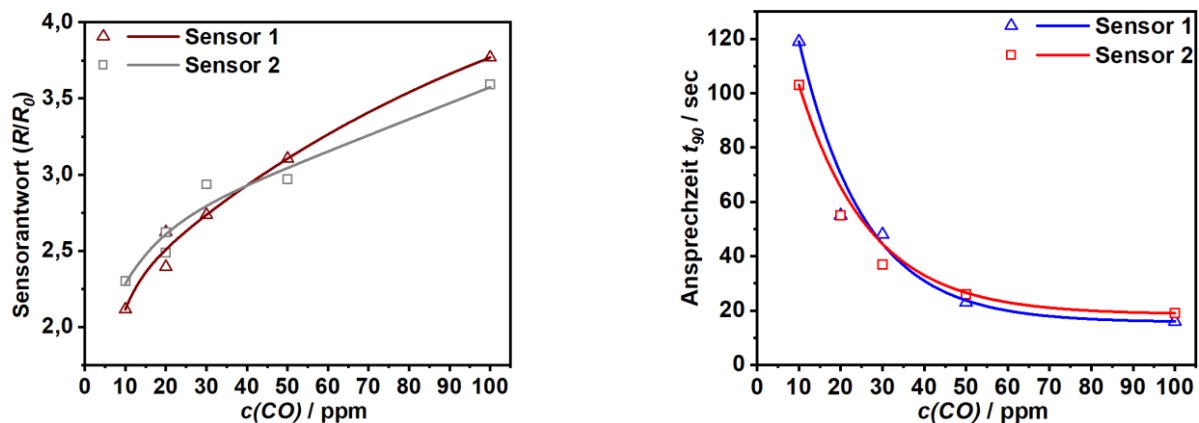 4,0
3,5
3,0
2,5
2,0
Sensorantwort (R/R0)
Sensor 1
Sensor 2
0 10 20 30 40 50 60 70 80 90 100
c(CO) / ppm
120
100
80
60
40
20
0
Ansprechzeit t90 / sec
Sensor 1
Sensor 2
0 10 20 30 40 50 60 70 80 90 100
c(CO) / ppm